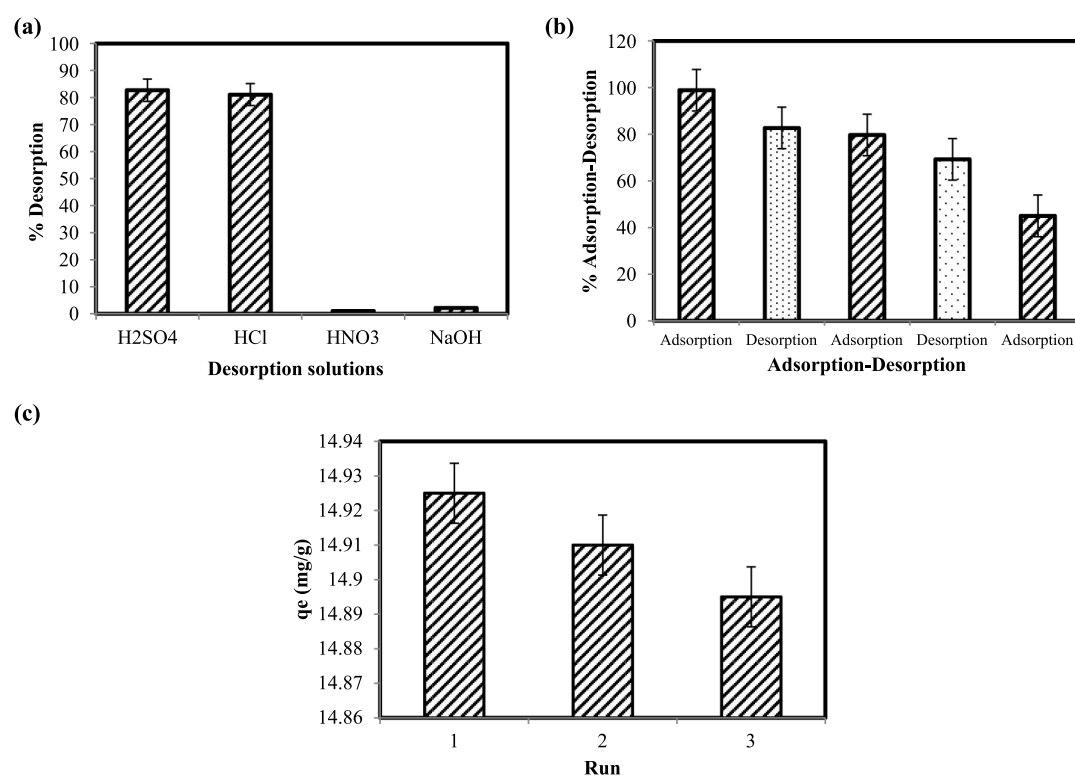 (a)
100
90
80
70
60
50
40
30
20
10
0
% Desorption
H2SO4 HCl HNO3 NaOH
Desorption solutions
(b)
120
100
80
60
40
20
0
% Adsorption-Desorption
Adsorption Desorption Adsorption Desorption Adsorption
Adsorption-Desorption
(c)
14.94
14.93
14.92
14.91
14.9
14.89
14.88
14.87
14.86
qe (mg/g)
1 2 3
Run